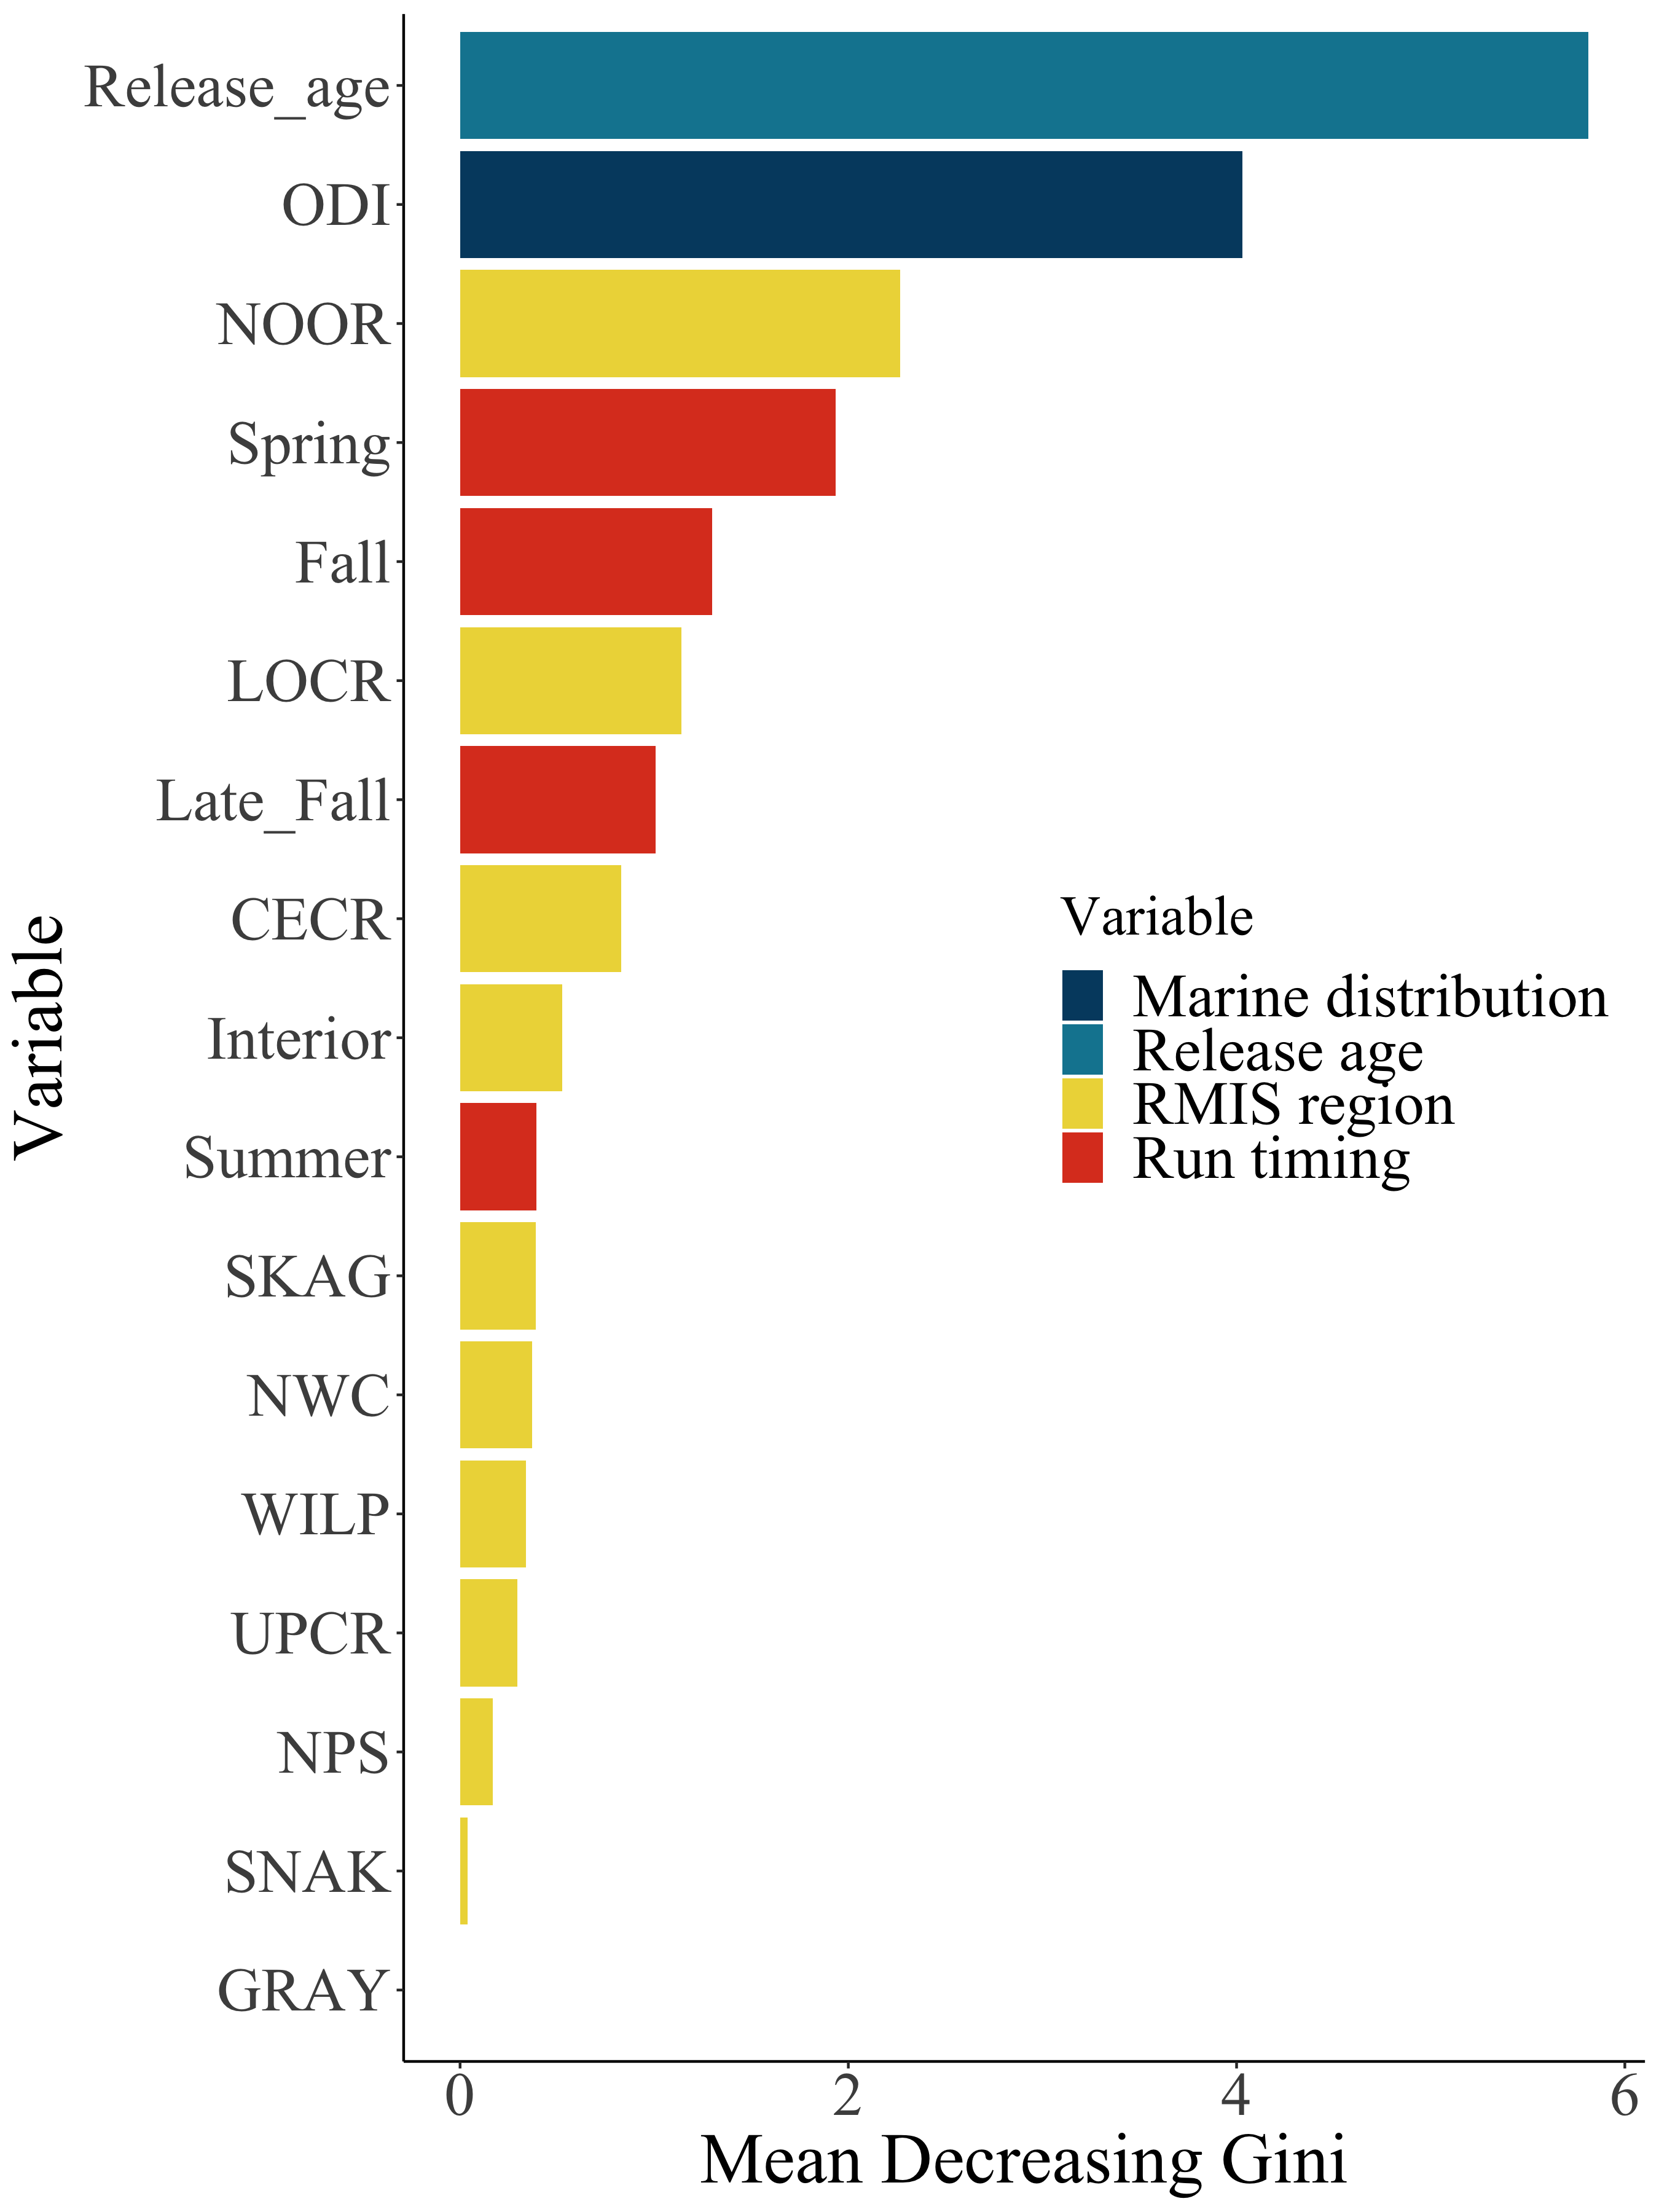 Release_age
ODI
NOOR
Spring
Fall
LOCR
Late_Fall
CECR
Interior
Summer
SKAG
NWC
WILP
UPCR
NPS
SNAK
GRAY
Variable
Variable
Marine distribution
Release age
RMIS region
Run timing
0 2 4 6
Mean Decreasing Gini